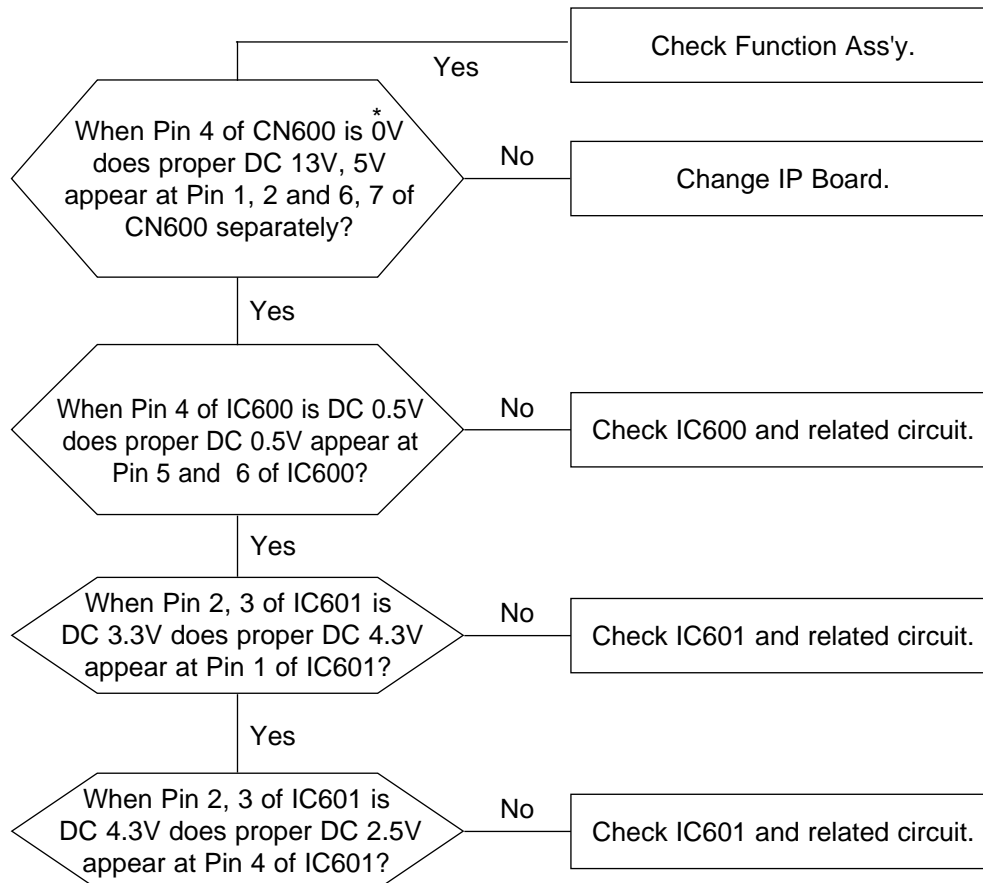 Check Function Ass'y.
Yes
When Pin 4 of CN600 is *0V
does proper DC 13V, 5V
appear at Pin 1, 2 and 6, 7 of
CN600 separately?
No
Change IP Board.
Yes
When Pin 4 of IC600 is DC 0.5V
does proper DC 0.5V appear at
Pin 5 and 6 of IC600?
No
Check IC600 and related circuit.
Yes
When Pin 2, 3 of IC601 is
DC 3.3V does proper DC 4.3V
appear at Pin 1 of IC601?
No
Check IC601 and related circuit.
Yes
When Pin 2, 3 of IC601 is
DC 4.3V does proper DC 2.5V
appear at Pin 4 of IC601?
No
Check IC601 and related circuit.